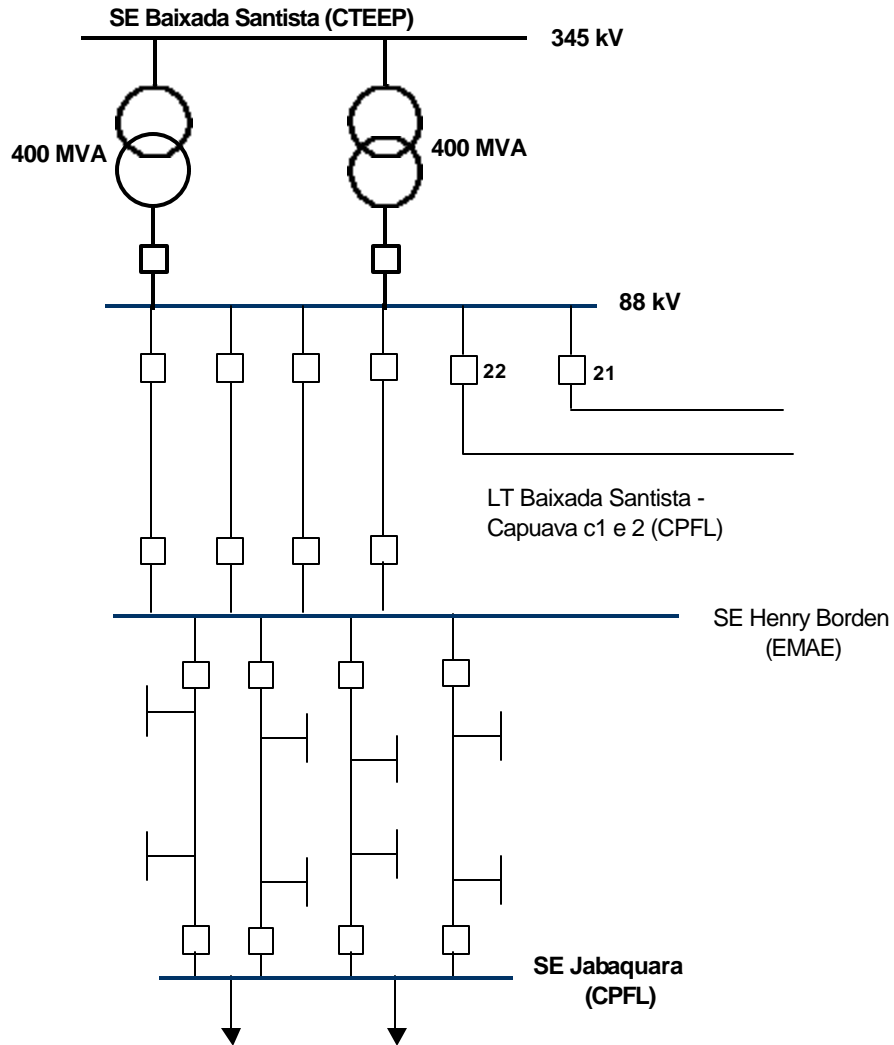 SE Baixada Santista (CTEEP)
345 kV
400 MVA
400 MVA
88 kV
22
21
LT Baixada Santista -
Capuava c1 e 2 (CPFL)
SE Henry Borden
(EMAE)
SE Jabaquara
(CPFL)